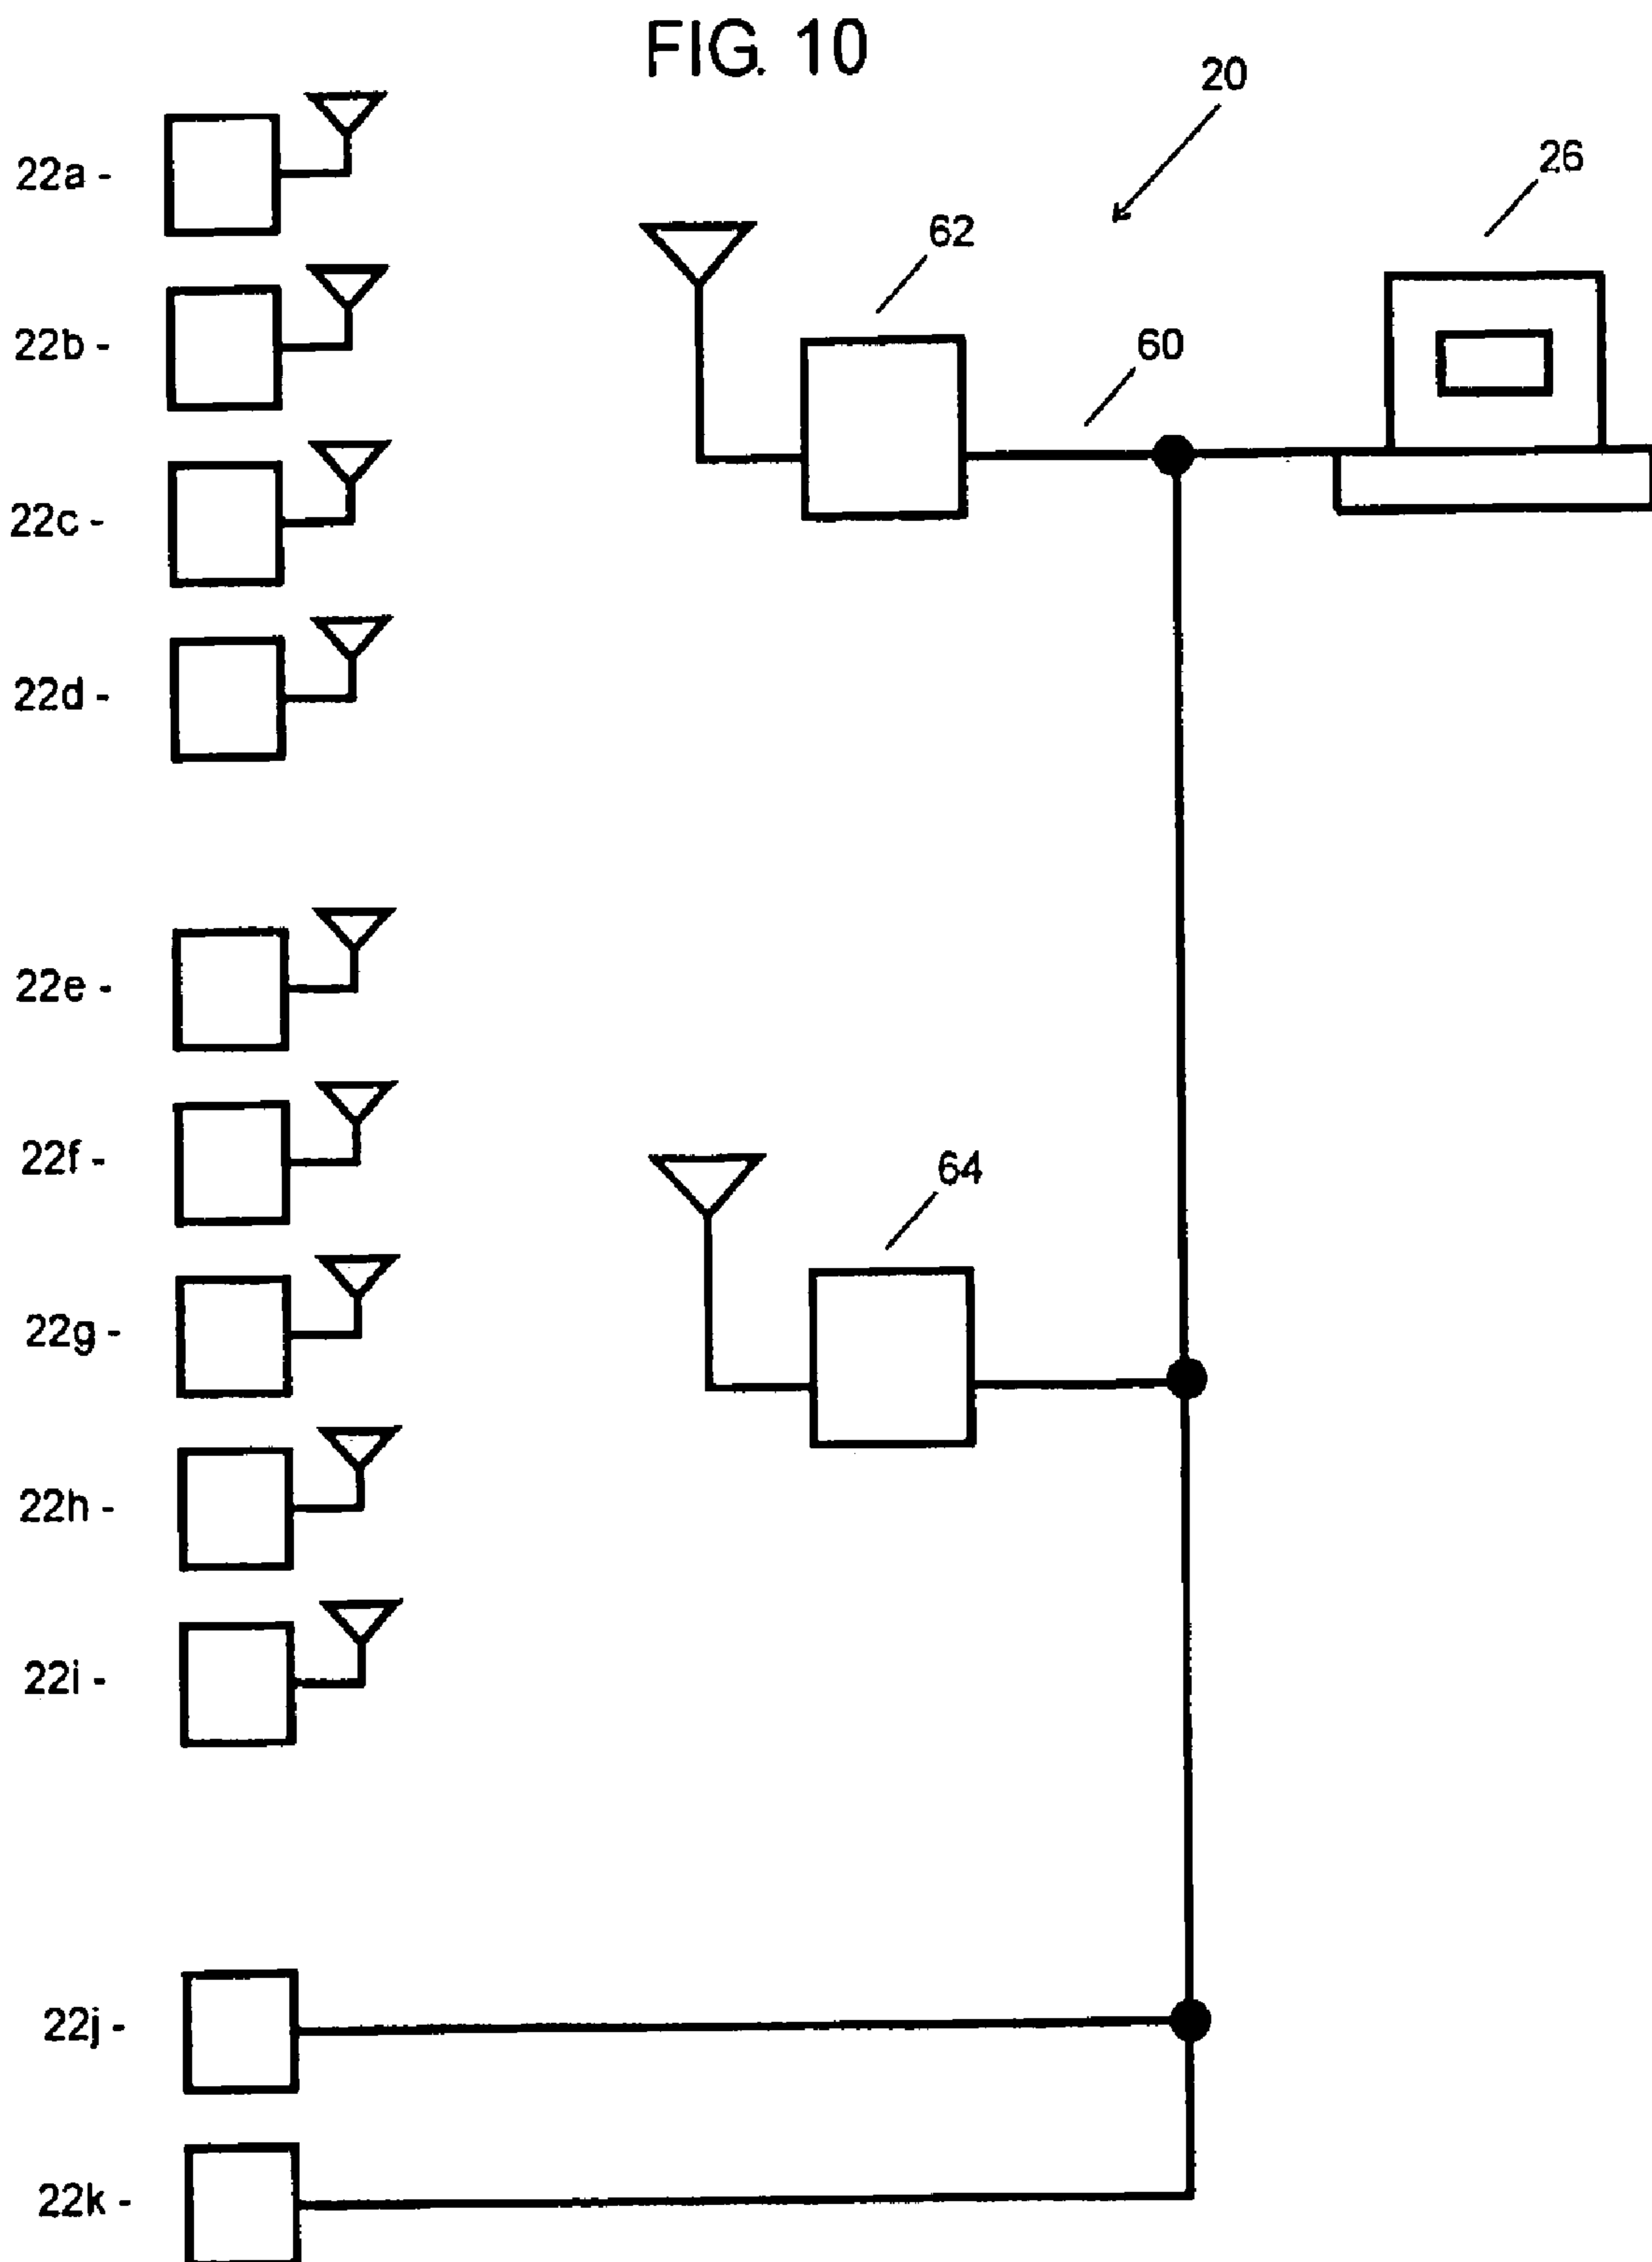 FIG. 10
20
26
22a -
62
22b -
60
22c -
22d -
22e -
22f -
64
22g -
22h -
22i -
22j -
22k -